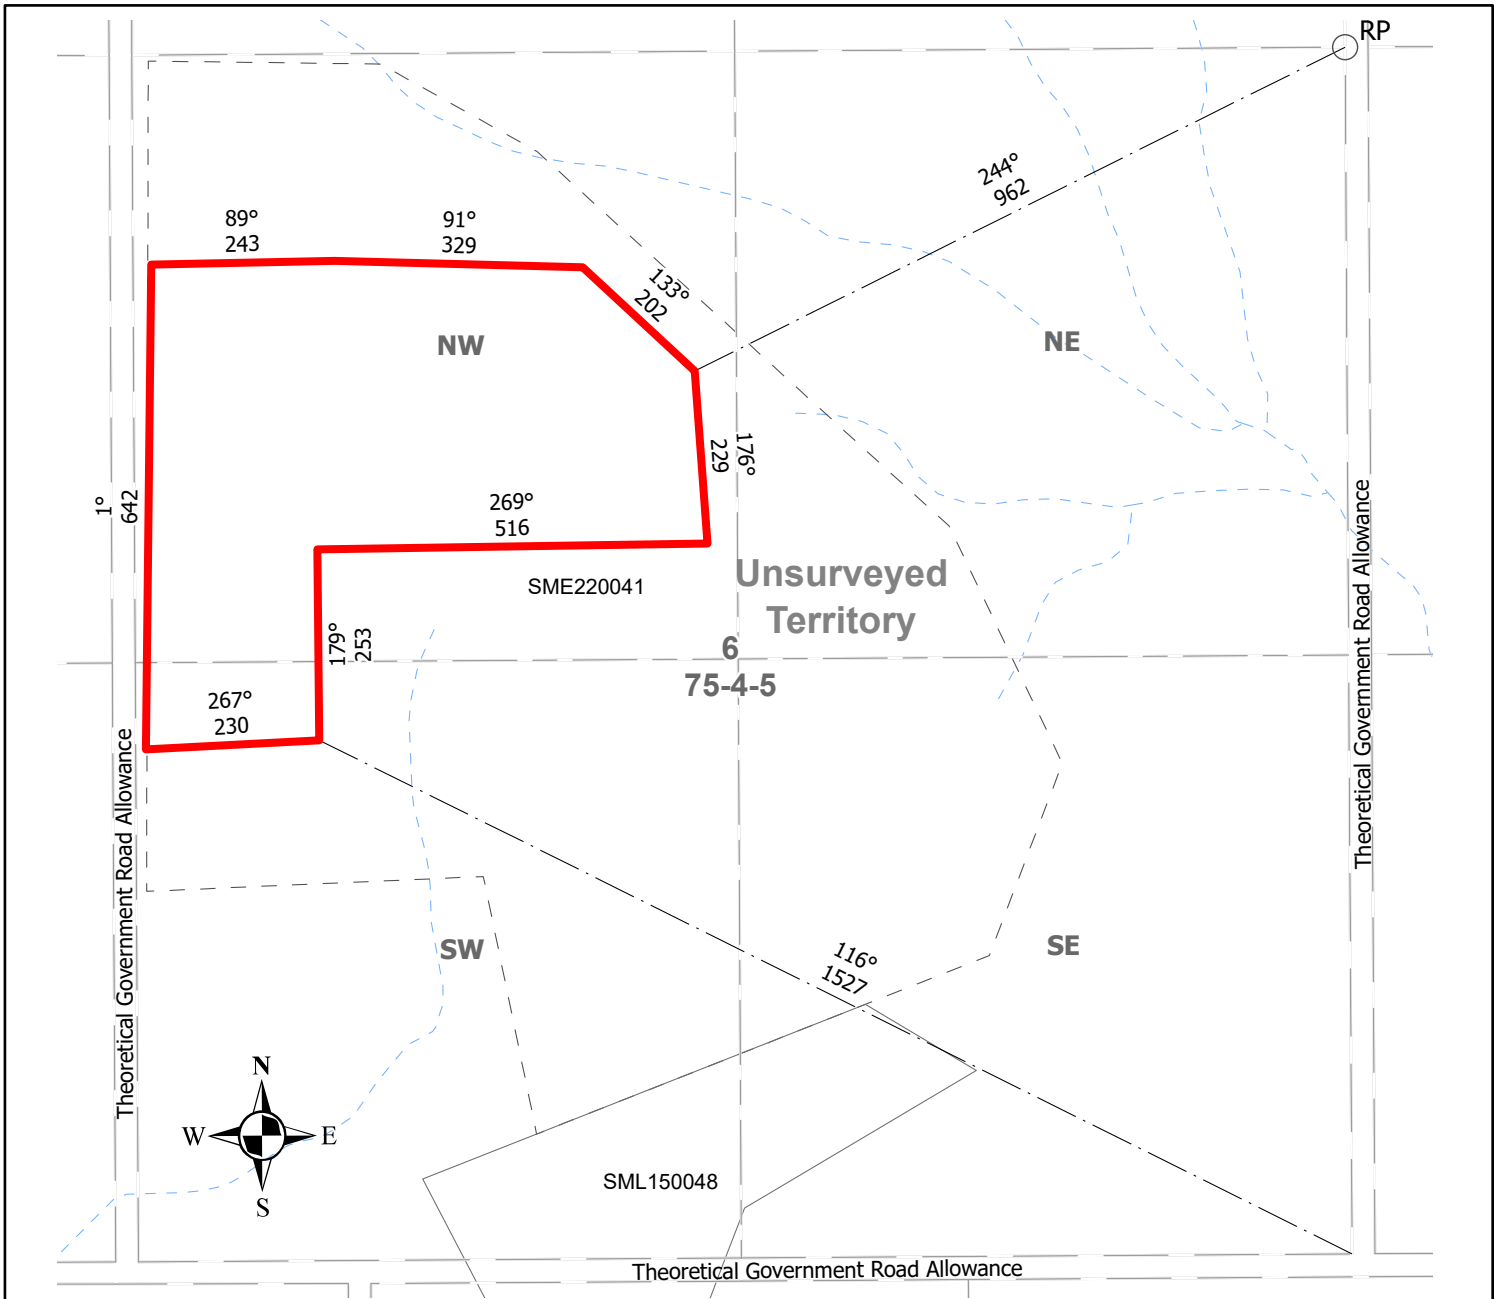 RP
244°
962
89°
243
91°
329
133°
202
NW
NE
176°
229
1°
642
269°
516
SME220041
Unsurveyed
Territory
6
75-4-5
179°
253
267°
230
Theoretical Government Road Allowance
Theoretical Government Road Allowance
SW
SE
116°
1527
N
W
E
S
SML150048
Theoretical Government Road Allowance